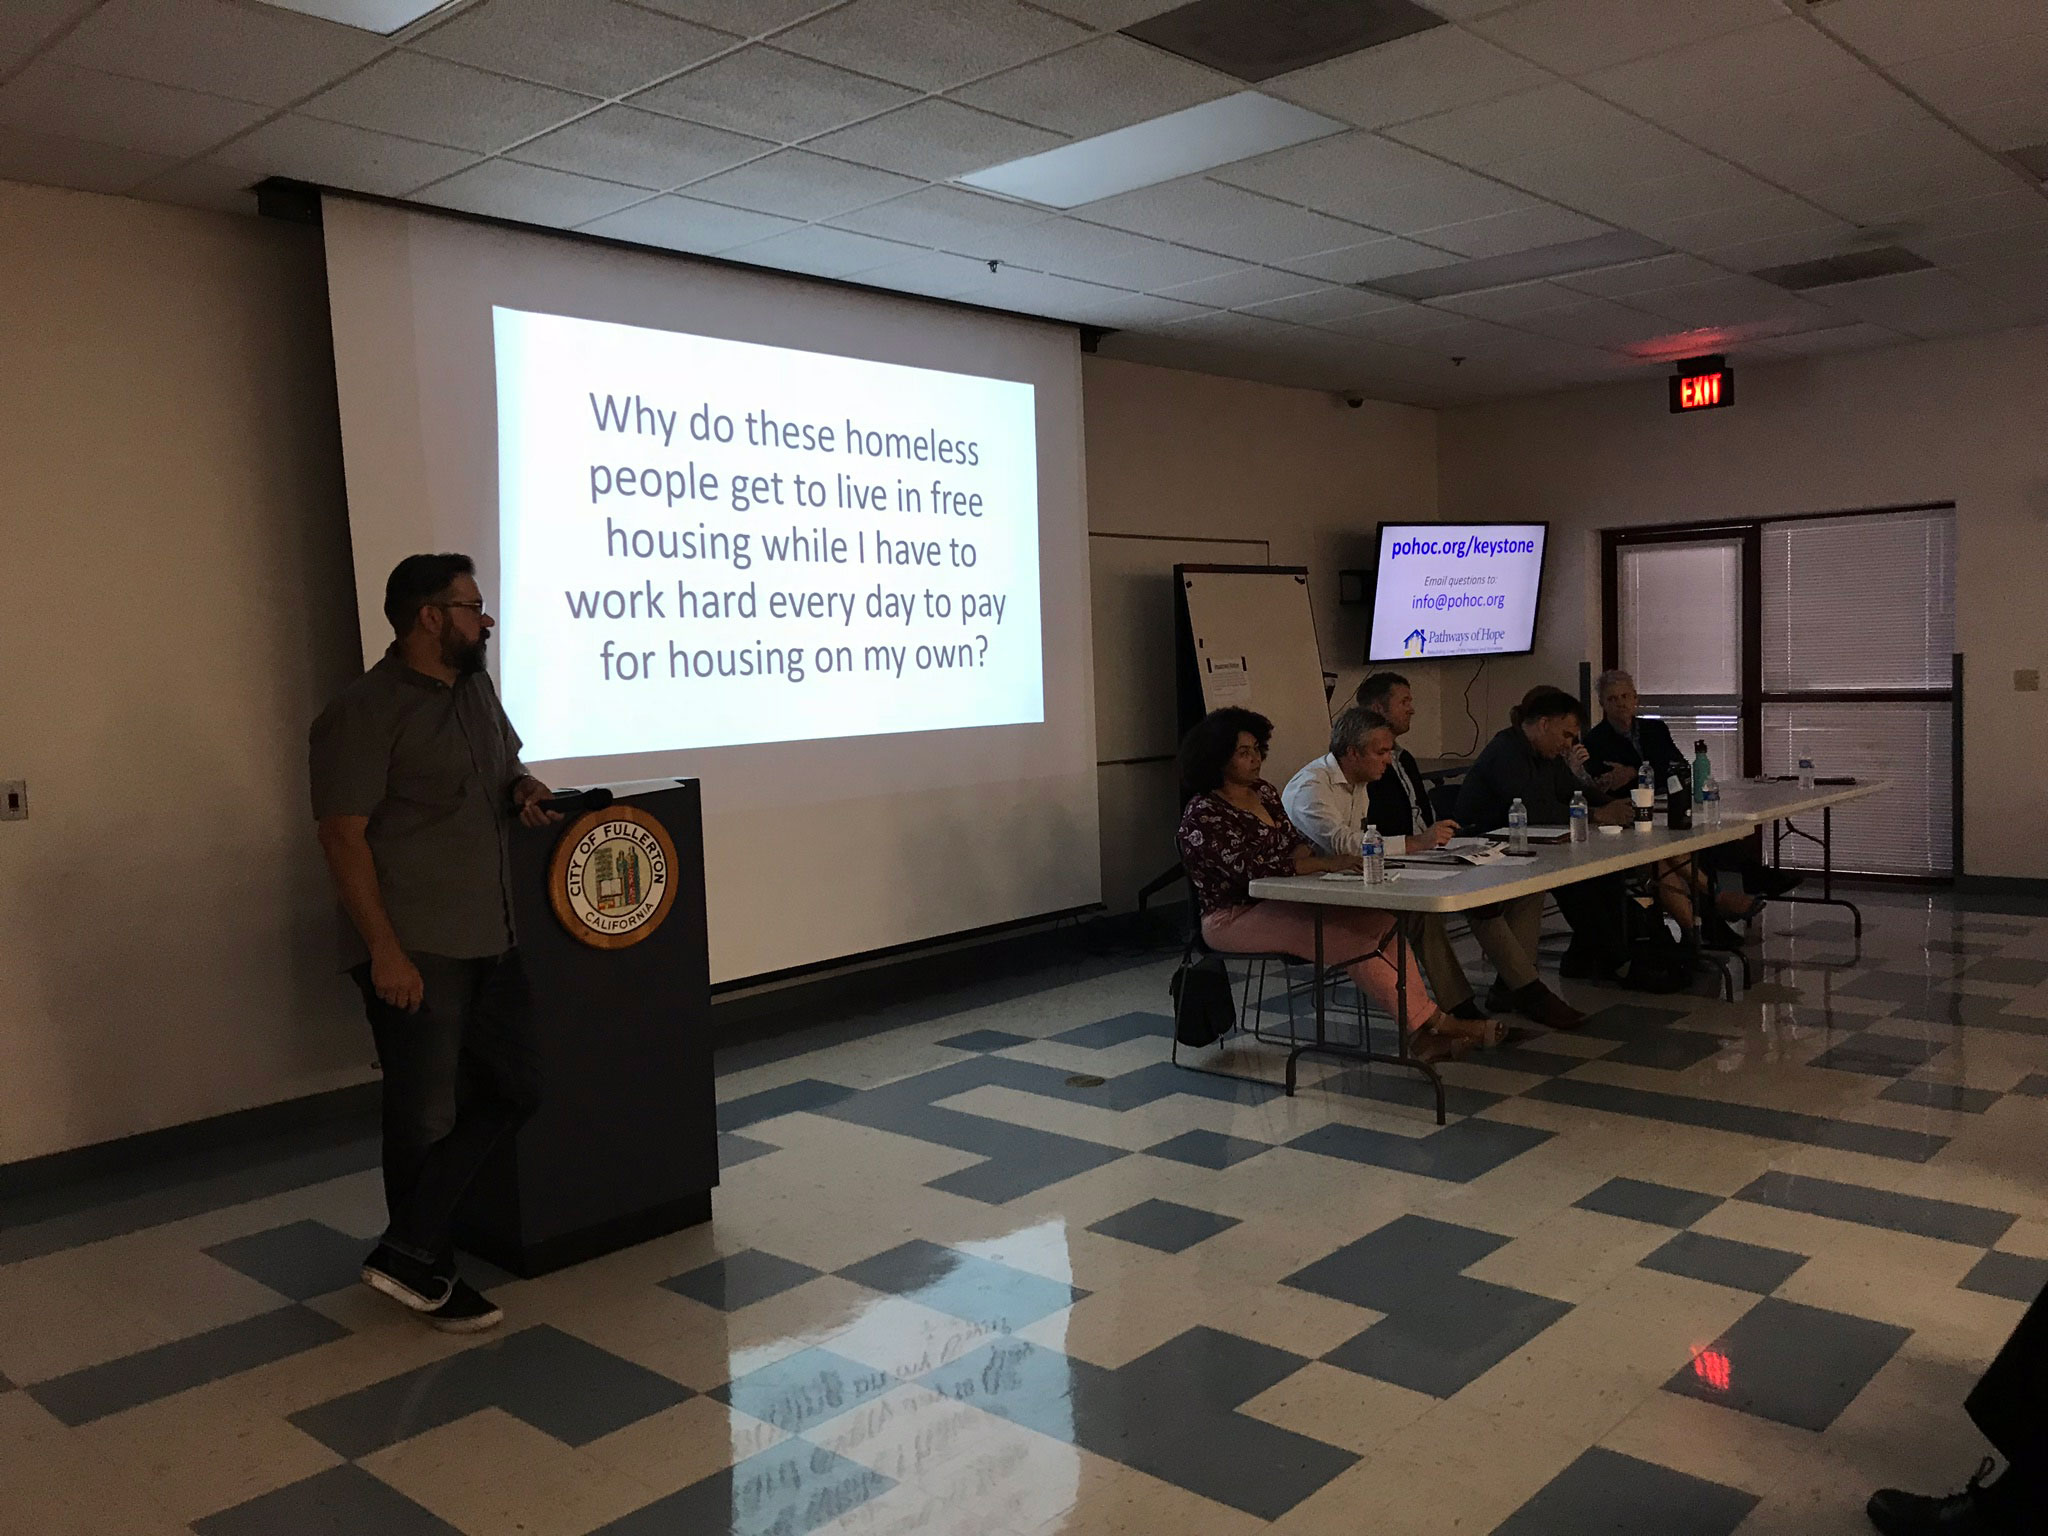 Why do these homeless
people get to live in free
housing while I have to
work hard every day to pay
for housing on my own?
EXIT
pohoc.org/keystone
Email questions to:
info@pohoc.org
Pathways of Hope
CITY OF FULLERTON
CALIFORNIA